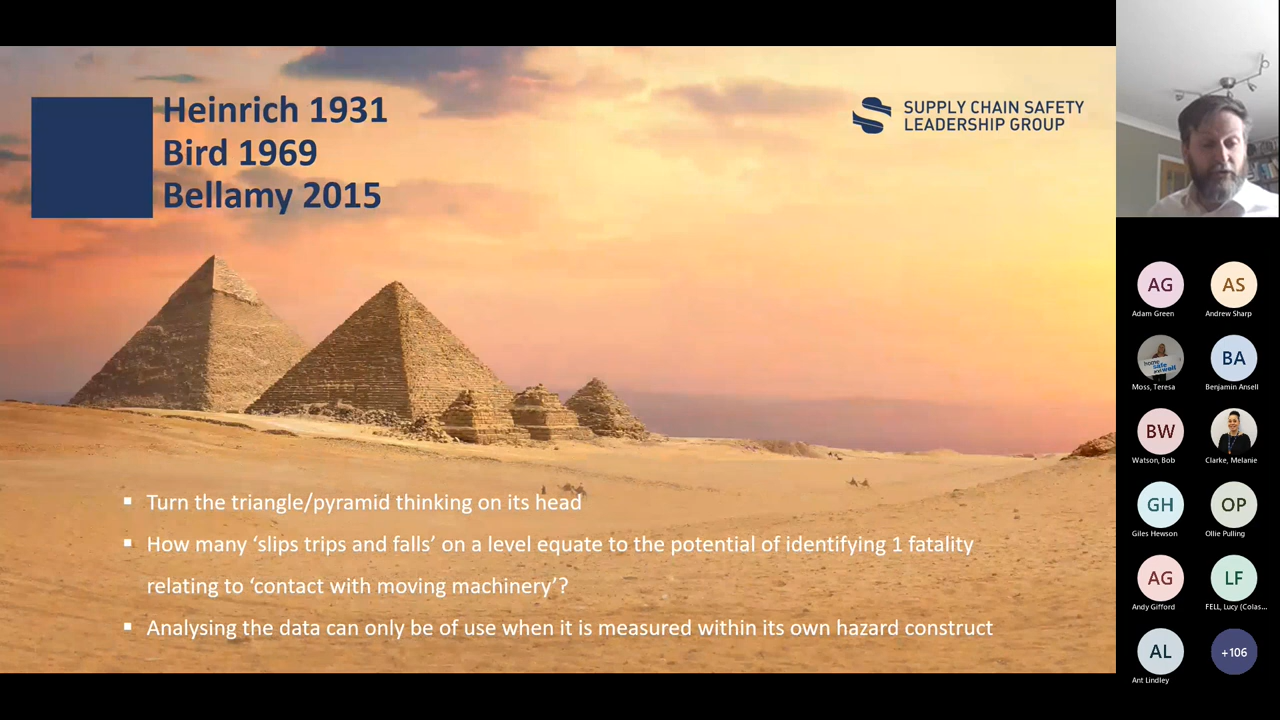 Heinrich 1931
Bird 1969
Bellamy 2015
SUPPLY CHAIN SAFETY
LEADERSHIP GROUP
▪ Turn the triangle/pyramid thinking on its head
▪ How many ‘slips trips and falls’ on a level equate to the potential of identifying 1 fatality
relating to ‘contact with moving machinery’?
▪ Analysing the data can only be of use when it is measured within its own hazard construct
AG
Adam Green
AS
Andrew Sharp
home
safe
and well
Moss, Teresa
BA
Benjamin Ansell
BW
Watson, Bob
Clarke, Melanie
GH
Giles Hewson
OP
Ollie Pulling
AG
Andy Gifford
LF
FELL, Lucy (Colas...
AL
Ant Lindley
+106